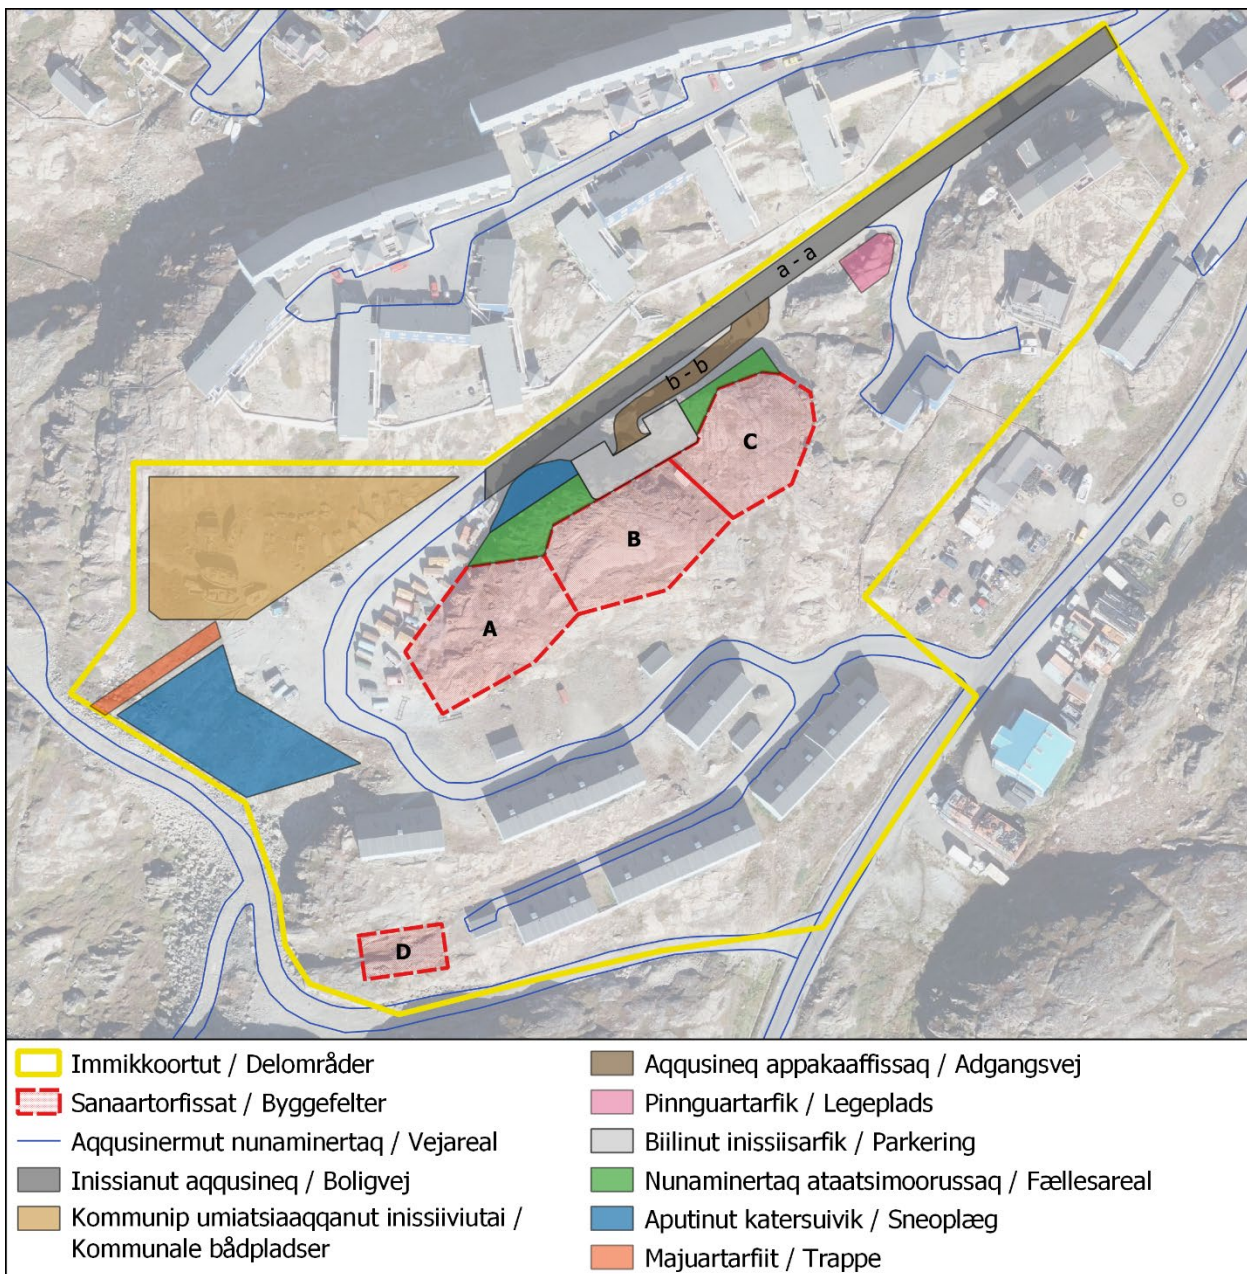 a - a
b - b
C
B
A
D
Immikkoortut / Delområder
Sanaartorfissat / Byggefelter
Aqqusinermut nunaminertaq / Vejareal
Inissianut aqqusineq / Boligvej
Kommunip umiatsiaaqqanut inissiiviutai /
Kommunale bådpladser
Aqqusineq appakaaffissaq / Adgangsvej
Pinnguartarfik / Legeplads
Biilinut inissiisarfik / Parkering
Nunaminertaq ataatsimoorussaq / Fællesareal
Aputinut katersuivik / Sneoplæg
Majuartarfiit / Trappe